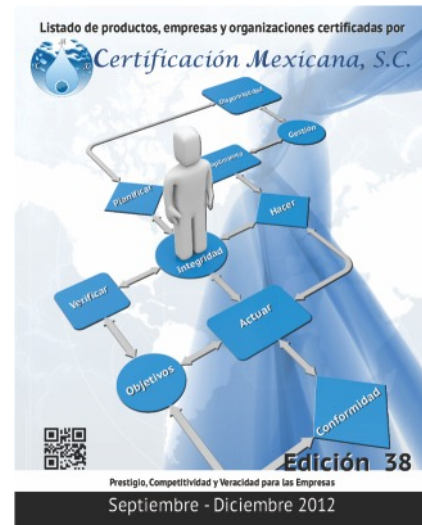 Listado de productos, empresas y organizaciones certificadas por
Certificación Mexicana, S.C.
Disponibilidad
Gestión
Planificar
Hacer
Integridad
Verificar
Actuar
Objetivos
Conformidad
Edición 38
Prestigio, Competitividad y Veracidad para las Empresas
Septiembre - Diciembre 2012